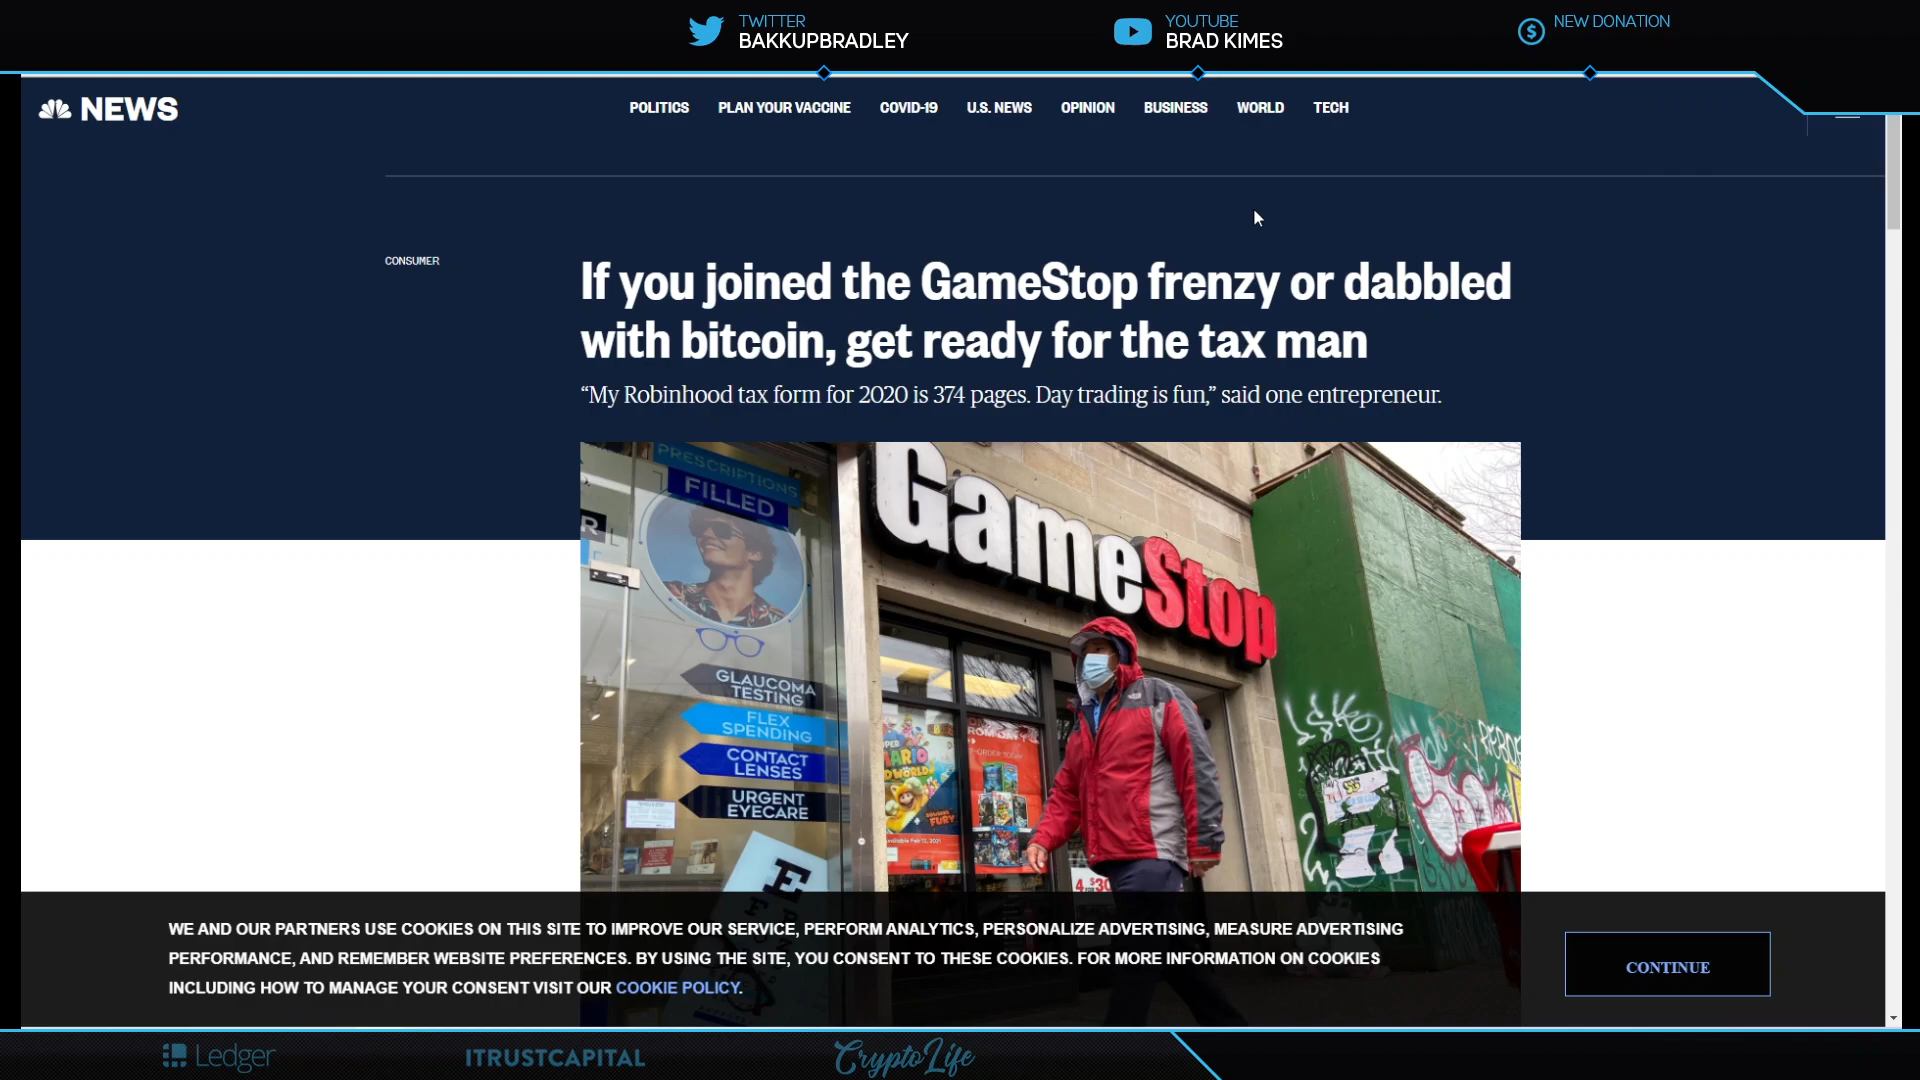 TWITTER
BAKKUPBRADLEY
YOUTUBE
BRAD KIMES
NEW DONATION
NEWS
POLITICS PLAN YOUR VACCINE COVID-19 U.S. NEWS OPINION BUSINESS WORLD TECH
CONSUMER
If you joined the GameStop frenzy or dabbled
with bitcoin, get ready for the tax man
“My Robinhood tax form for 2020 is 374 pages. Day trading is fun,” said one entrepreneur.
PRESCRIPTIONS
FILLED
GameStop
GLAUCOMA
TESTING
FLEX
SPENDING
CONTACT
LENSES
URGENT
EYECARE
SUPER
MARIO
FURY
E
WE AND OUR PARTNERS USE COOKIES ON THIS SITE TO IMPROVE OUR SERVICE, PERFORM ANALYTICS, PERSONALIZE ADVERTISING, MEASURE ADVERTISING
PERFORMANCE, AND REMEMBER WEBSITE PREFERENCES. BY USING THE SITE, YOU CONSENT TO THESE COOKIES. FOR MORE INFORMATION ON COOKIES
INCLUDING HOW TO MANAGE YOUR CONSENT VISIT OUR COOKIE POLICY.
CONTINUE
Ledger
ITRUSTCAPITAL
CryptoLife